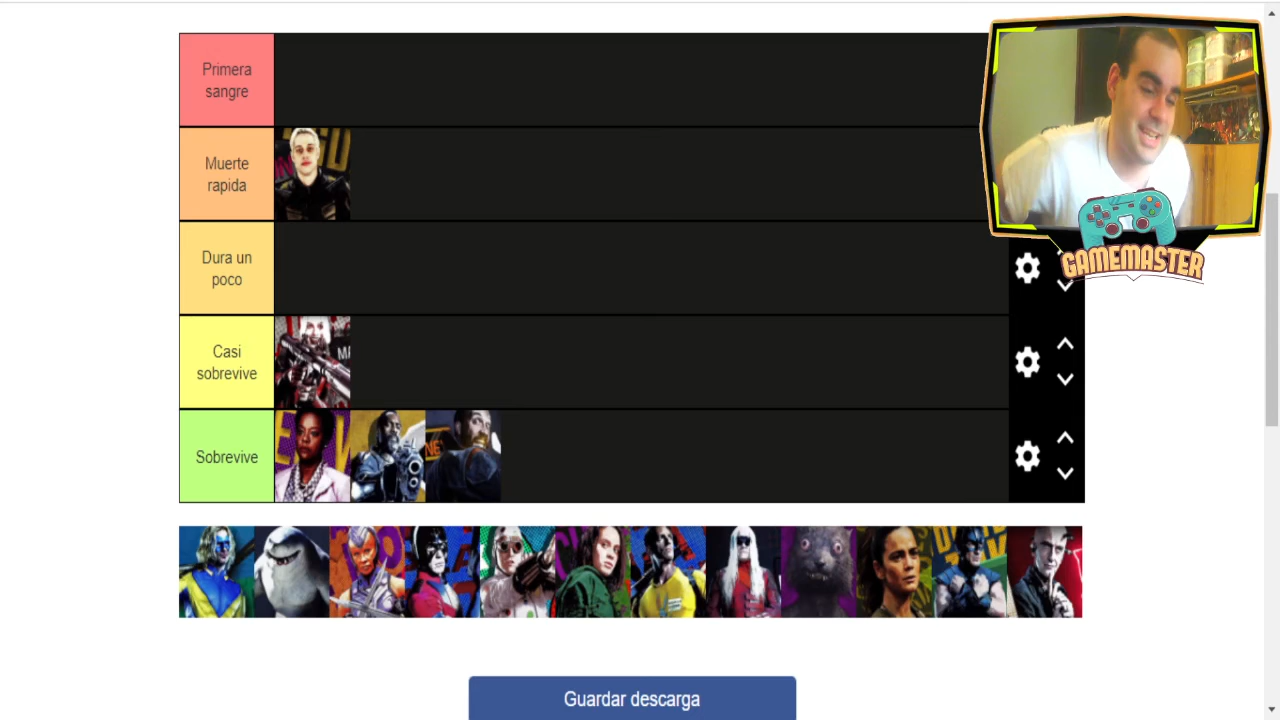 Primera
sangre
Muerte
rapida
Dura un
poco
Casi
sobrevive
Sobrevive
GAMEMASTER
Guardar descarga